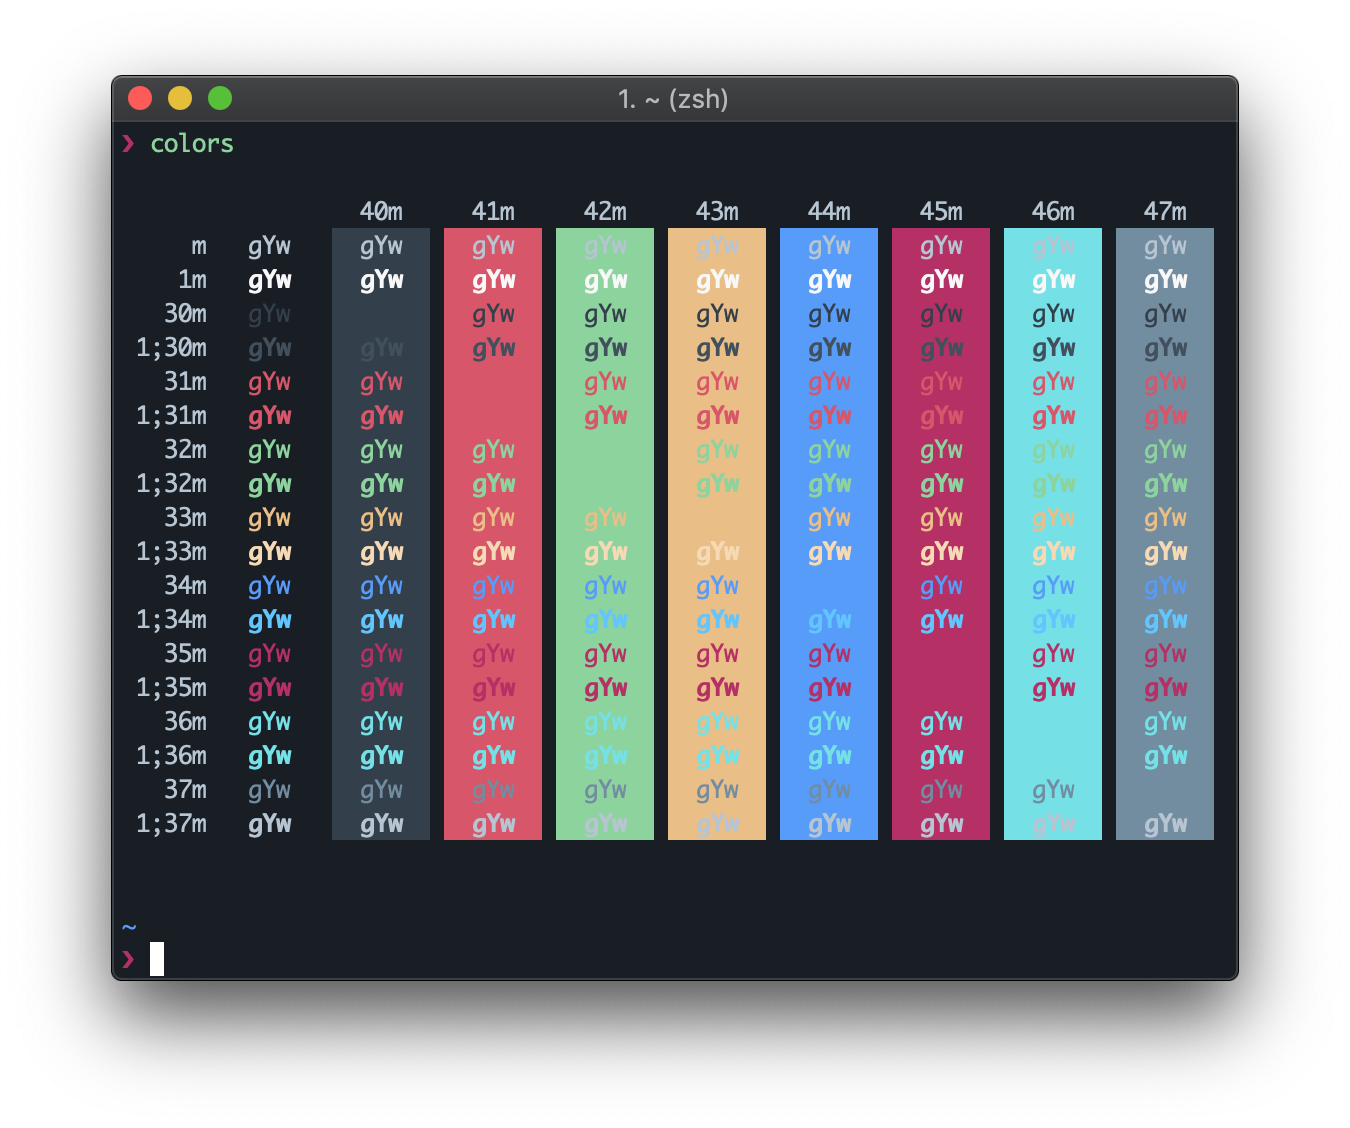 1. ~ (zsh)
❯ colors
40m 41m 42m 43m 44m 45m 46m 47m
m gYw gYw gYw gYw gYw gYw gYw gYw gYw
1m gYw gYw gYw gYw gYw gYw gYw gYw gYw
30m gYw gYw gYw gYw gYw gYw gYw gYw
1;30m gYw gYw gYw gYw gYw gYw gYw gYw gYw
31m gYw gYw gYw gYw gYw gYw gYw gYw
1;31m gYw gYw gYw gYw gYw gYw gYw gYw
32m gYw gYw gYw gYw gYw gYw gYw gYw
1;32m gYw gYw gYw gYw gYw gYw gYw gYw
33m gYw gYw gYw gYw gYw gYw gYw gYw
1;33m gYw gYw gYw gYw gYw gYw gYw gYw gYw
34m gYw gYw gYw gYw gYw gYw gYw gYw
1;34m gYw gYw gYw gYw gYw gYw gYw gYw gYw
35m gYw gYw gYw gYw gYw gYw gYw gYw
1;35m gYw gYw gYw gYw gYw gYw gYw gYw
36m gYw gYw gYw gYw gYw gYw gYw gYw
1;36m gYw gYw gYw gYw gYw gYw gYw gYw
37m gYw gYw gYw gYw gYw gYw gYw gYw
1;37m gYw gYw gYw gYw gYw gYw gYw gYw gYw
~
❯